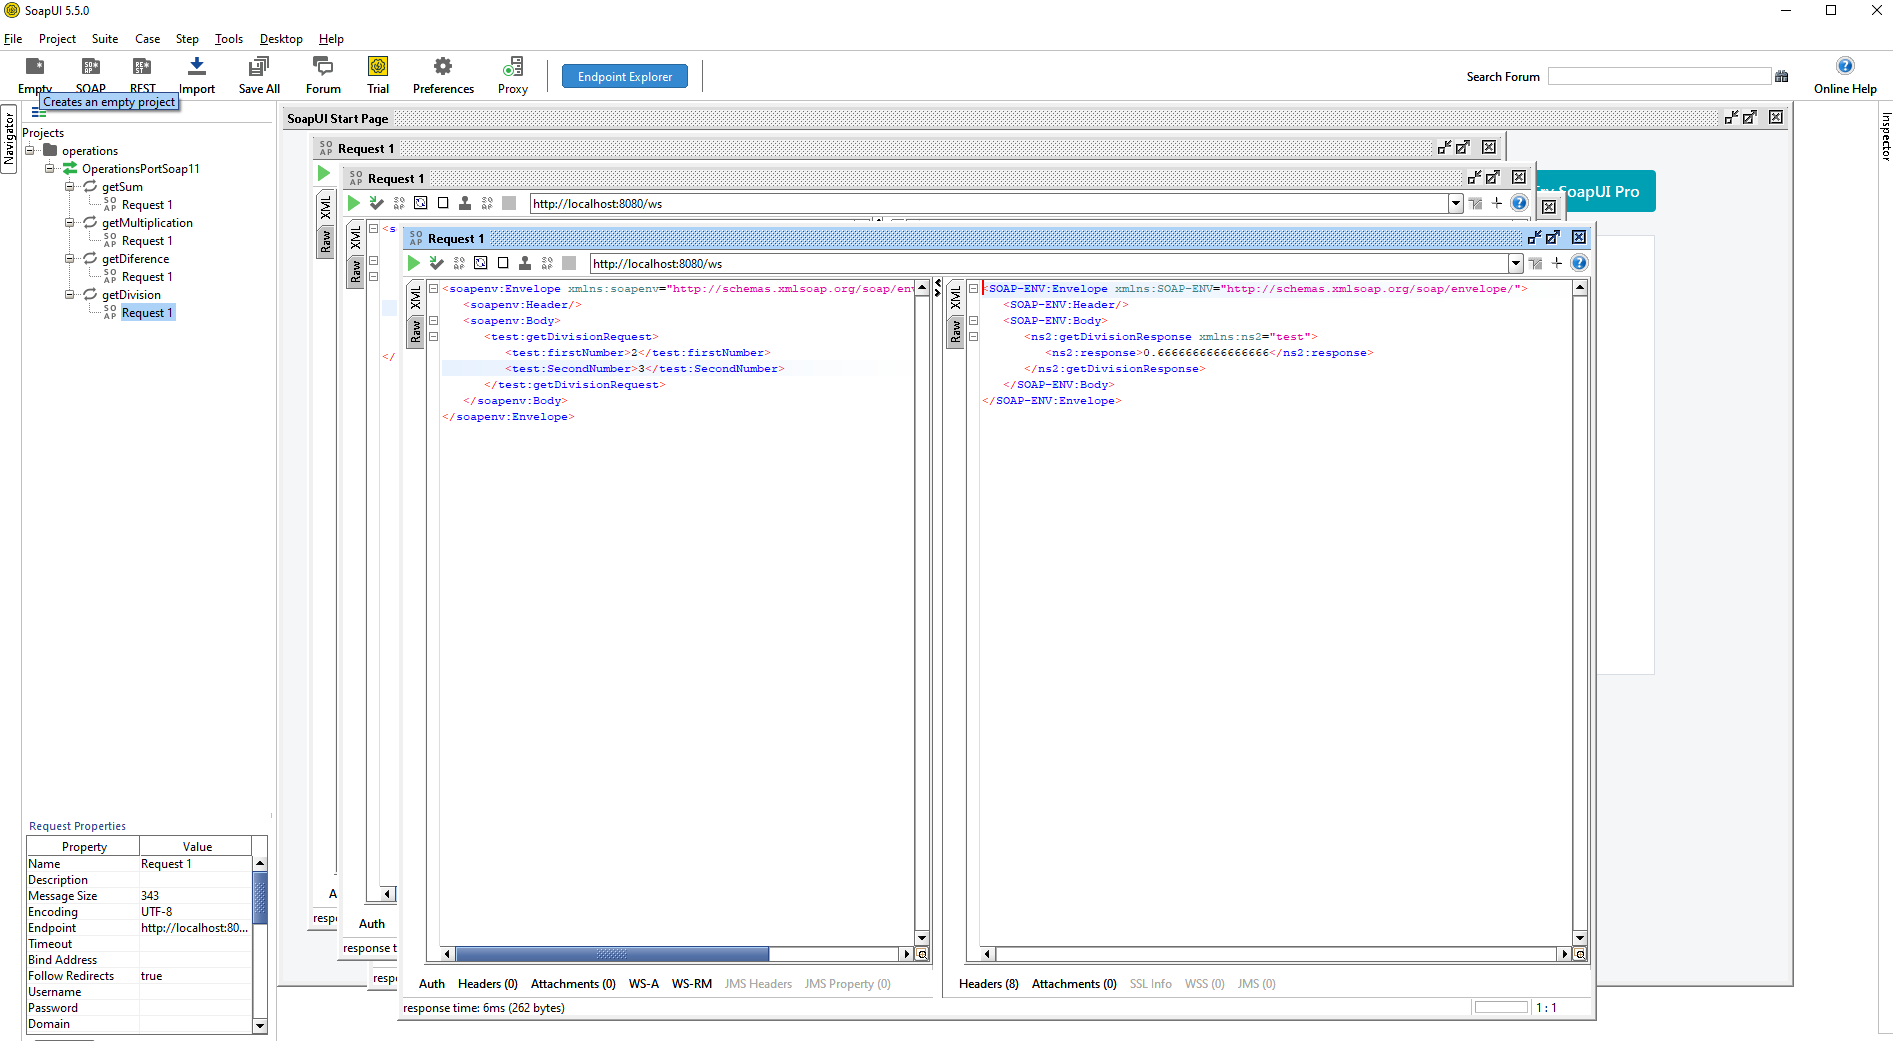 SoapUI 5.5.0
File Project Suite Case Step Tools Desktop Help
Empty SOAP REST Import Save All Forum Trial Preferences Proxy Endpoint Explorer Search Forum Online Help
Creates an empty project
Navigator
Inspector
Projects
operations
OperationsPortSoap11
getSum
Request 1
getMultiplication
Request 1
getDiference
Request 1
getDivision
Request 1
SoapUI Start Page
Request 1
Request 1
SoapUI Pro
http://localhost:8080/ws
XML
Raw
XML
Raw
<s
</
Request 1
http://localhost:8080/ws
XML
Raw
<soapenv:Envelope xmlns:soapenv="http://schemas.xmlsoap.org/soap/env
<soapenv:Header/>
<soapenv:Body>
<test:getDivisionRequest>
<test:firstNumber>2</test:firstNumber>
<test:SecondNumber>3</test:SecondNumber>
</test:getDivisionRequest>
</soapenv:Body>
</soapenv:Envelope>
XML
Raw
<SOAP-ENV:Envelope xmlns:SOAP-ENV="http://schemas.xmlsoap.org/soap/envelope/">
<SOAP-ENV:Header/>
<SOAP-ENV:Body>
<ns2:getDivisionResponse xmlns:ns2="test">
<ns2:response>0.6666666666666666</ns2:response>
</ns2:getDivisionResponse>
</SOAP-ENV:Body>
</SOAP-ENV:Envelope>
Request Properties
Property Value
Name Request 1
Description
Message Size 343
Encoding UTF-8
Endpoint http://localhost:80...
Timeout
Bind Address
Follow Redirects true
Username
Password
Domain
A
resp
Auth
response t
resp
Auth Headers (0) Attachments (0) WS-A WS-RM JMS Headers JMS Property (0)
Headers (8) Attachments (0) SSL Info WSS (0) JMS (0)
response time: 6ms (262 bytes)
1 : 1